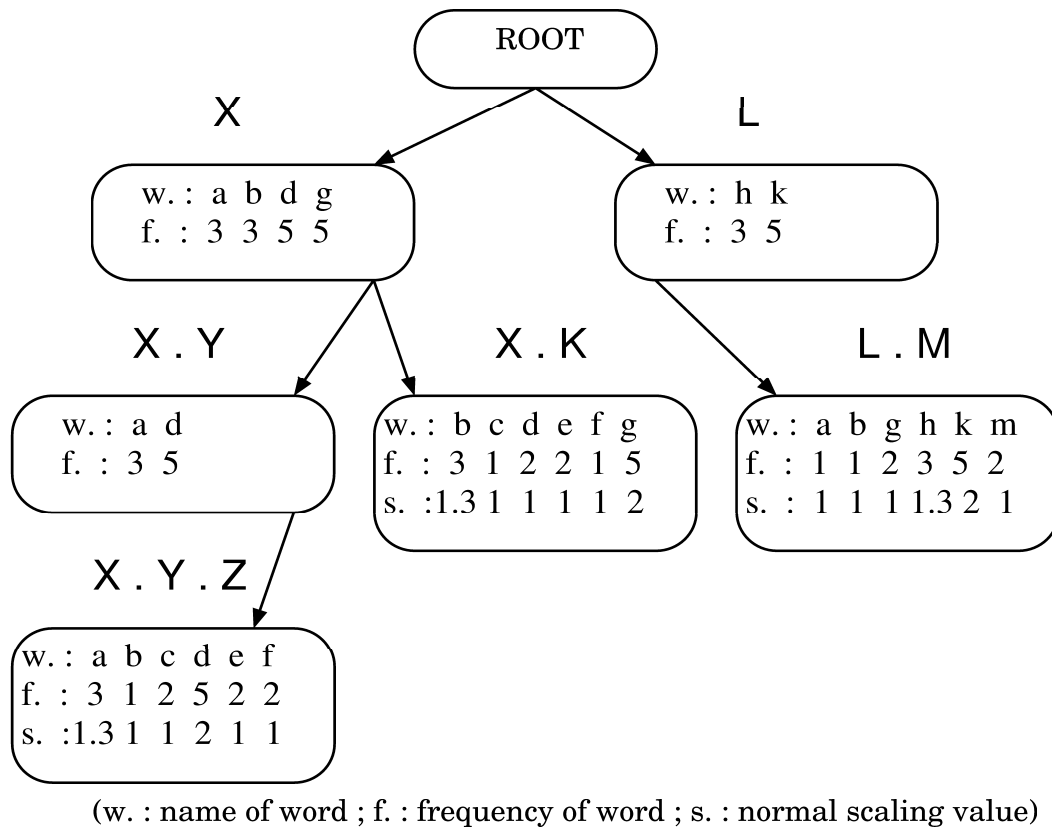 ROOT
X
L
w. : a b d g
f. : 3 3 5 5
w. : h k
f. : 3 5
X . Y
X . K
L . M
w. : a d
f. : 3 5
w. : b c d e f g
f. : 3 1 2 2 1 5
s. :1.3 1 1 1 1 2
w. : a b g h k m
f. : 1 1 2 3 5 2
s. : 1 1 1 1.3 2 1
X . Y . Z
w. : a b c d e f
f. : 3 1 2 5 2 2
s. :1.3 1 1 2 1 1
(w. : name of word ; f. : frequency of word ; s. : normal scaling value)